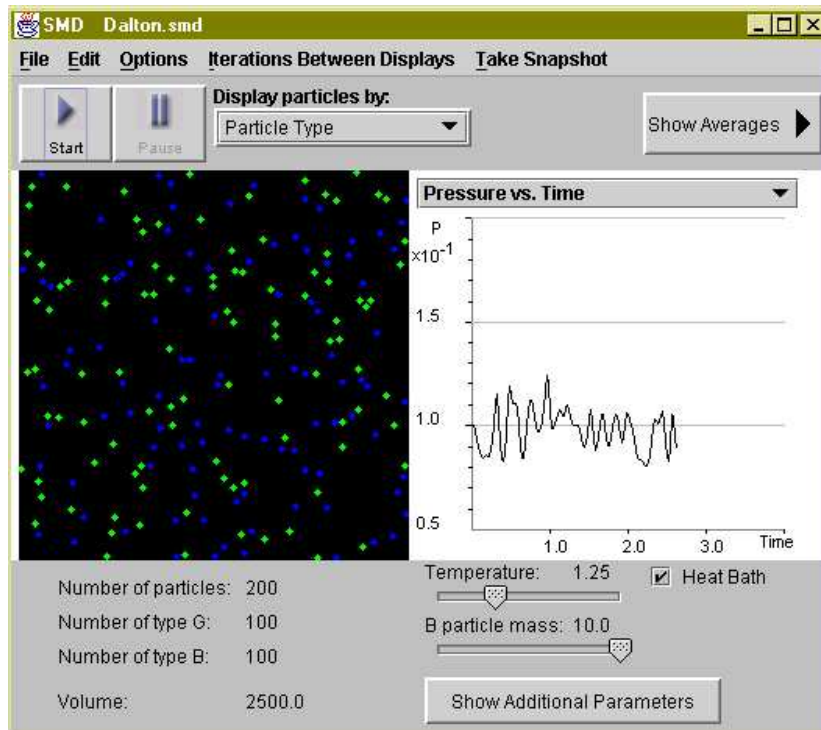 SMD Dalton.smd
File Edit Options Iterations Between Displays Take Snapshot
Display particles by:
Start
Pause
Particle Type
Show Averages
Pressure vs. Time
P
x10-1
1.5
1.0
0.5
1.0 2.0 3.0 Time
Number of particles: 200
Number of type G: 100
Number of type B: 100
Volume: 2500.0
Temperature: 1.25
Heat Bath
B particle mass: 10.0
Show Additional Parameters